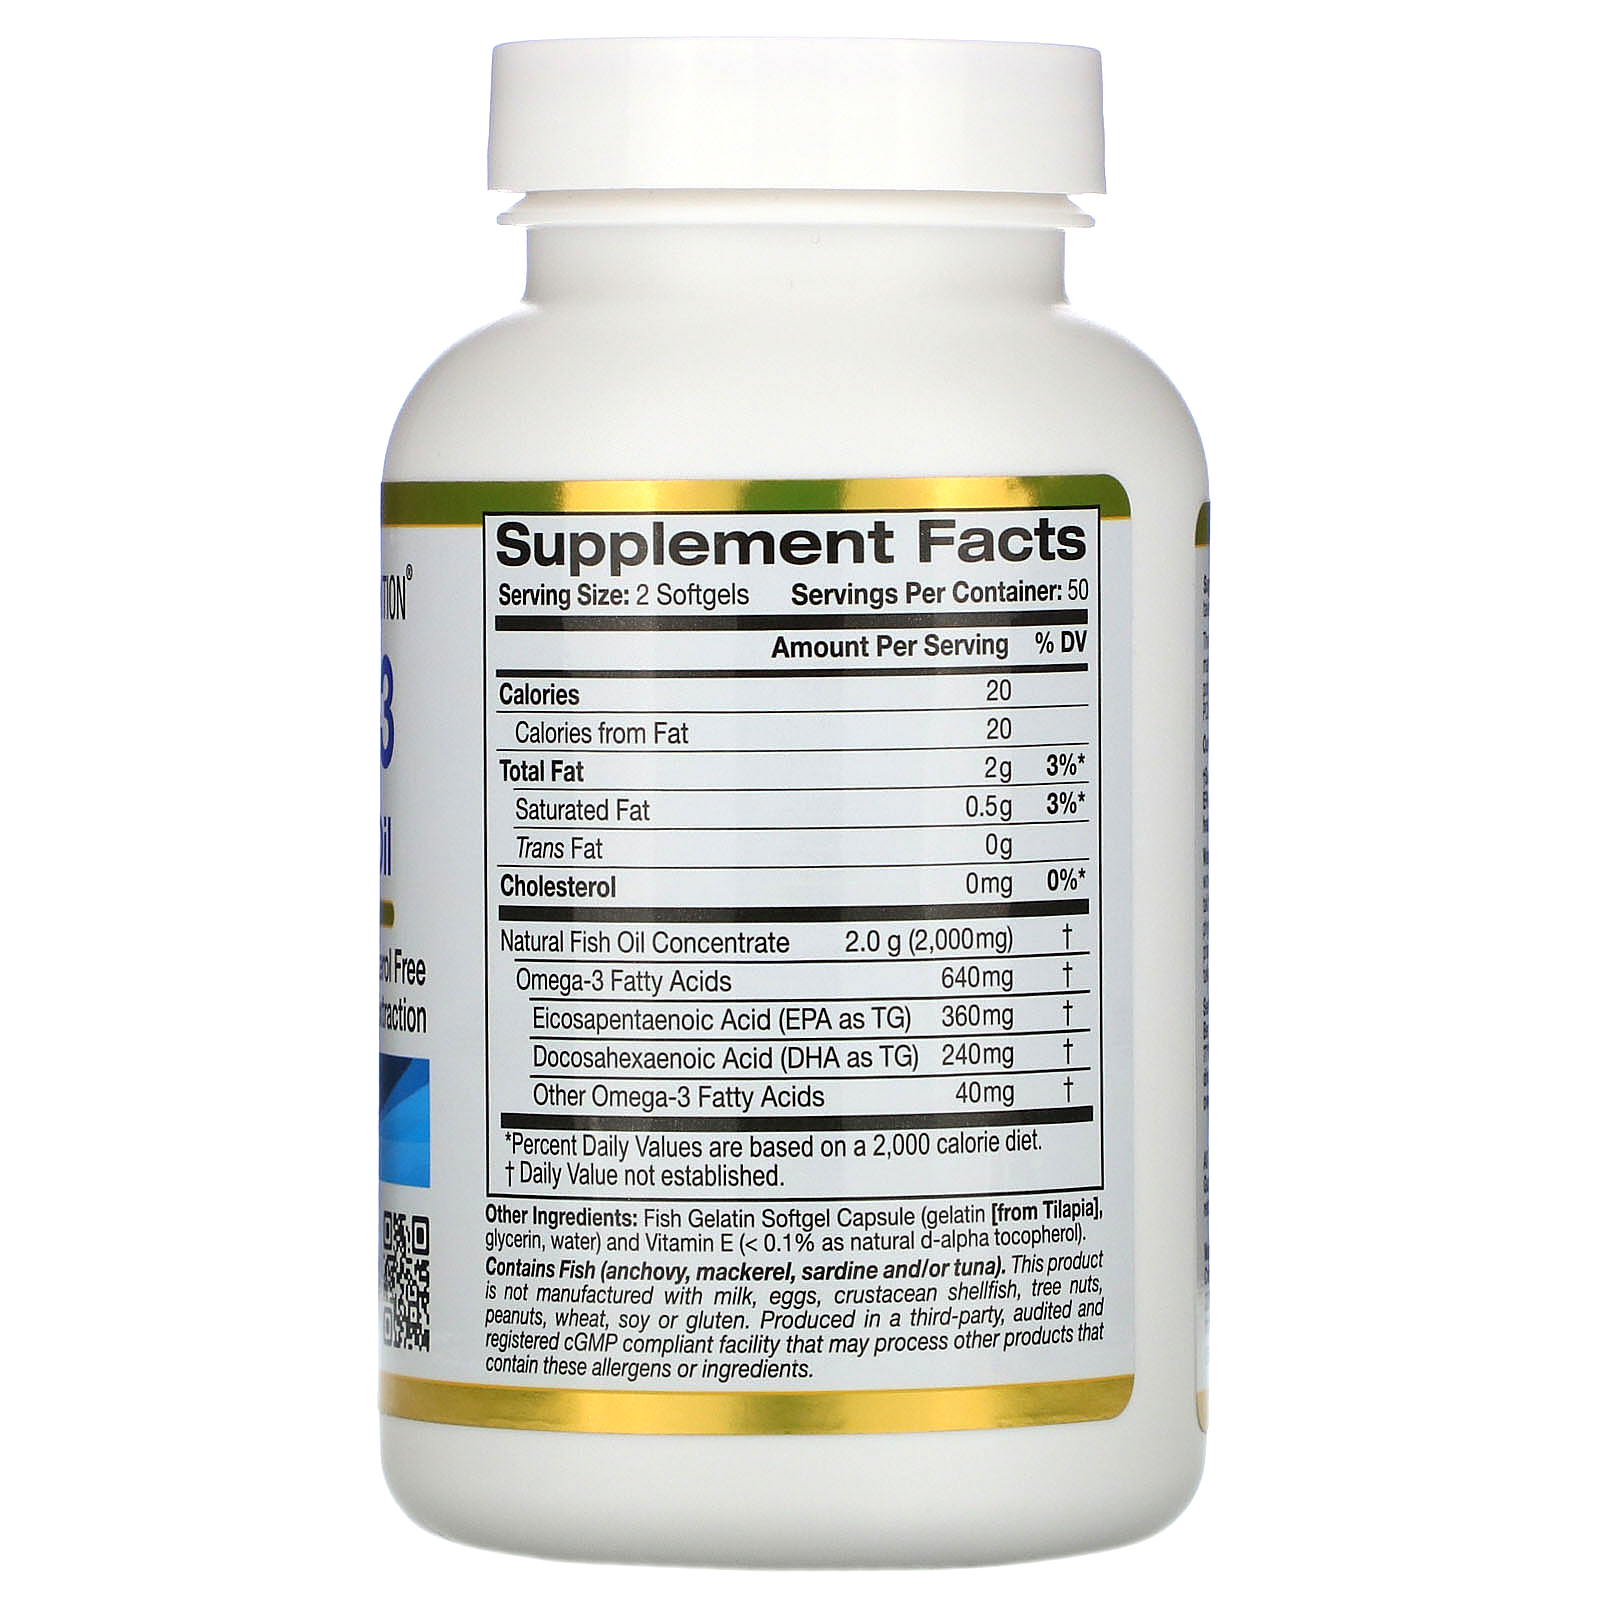 TION®
3
Oil
erol Free
traction
Supplement Facts
Serving Size: 2 Softgels Servings Per Container: 50
Amount Per Serving % DV
Calories 20
Calories from Fat 20
Total Fat 2g 3%*
Saturated Fat 0.5g 3%*
Trans Fat 0g
Cholesterol 0mg 0%*
Natural Fish Oil Concentrate 2.0 g (2,000mg) †
Omega-3 Fatty Acids 640mg †
Eicosapentaenoic Acid (EPA as TG) 360mg †
Docosahexaenoic Acid (DHA as TG) 240mg †
Other Omega-3 Fatty Acids 40mg †
*Percent Daily Values are based on a 2,000 calorie diet.
† Daily Value not established.
Other Ingredients: Fish Gelatin Softgel Capsule (gelatin [from Tilapia],
glycerin, water) and Vitamin E (< 0.1% as natural d-alpha tocopherol).
Contains Fish (anchovy, mackerel, sardine and/or tuna). This product
is not manufactured with milk, eggs, crustacean shellfish, tree nuts,
peanuts, wheat, soy or gluten. Produced in a third-party, audited and
registered cGMP compliant facility that may process other products that
contain these allergens or ingredients.